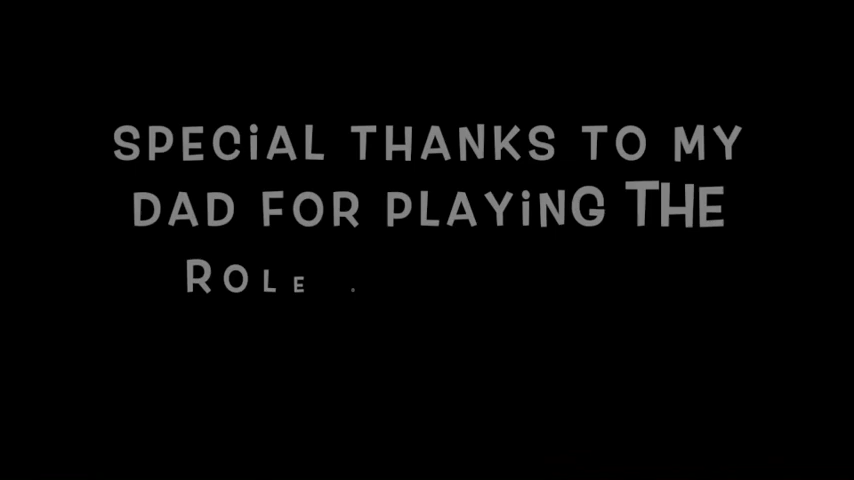 SPECiAL THANKS TO MY
DAD FOR PLAYiNG THE
ROLE